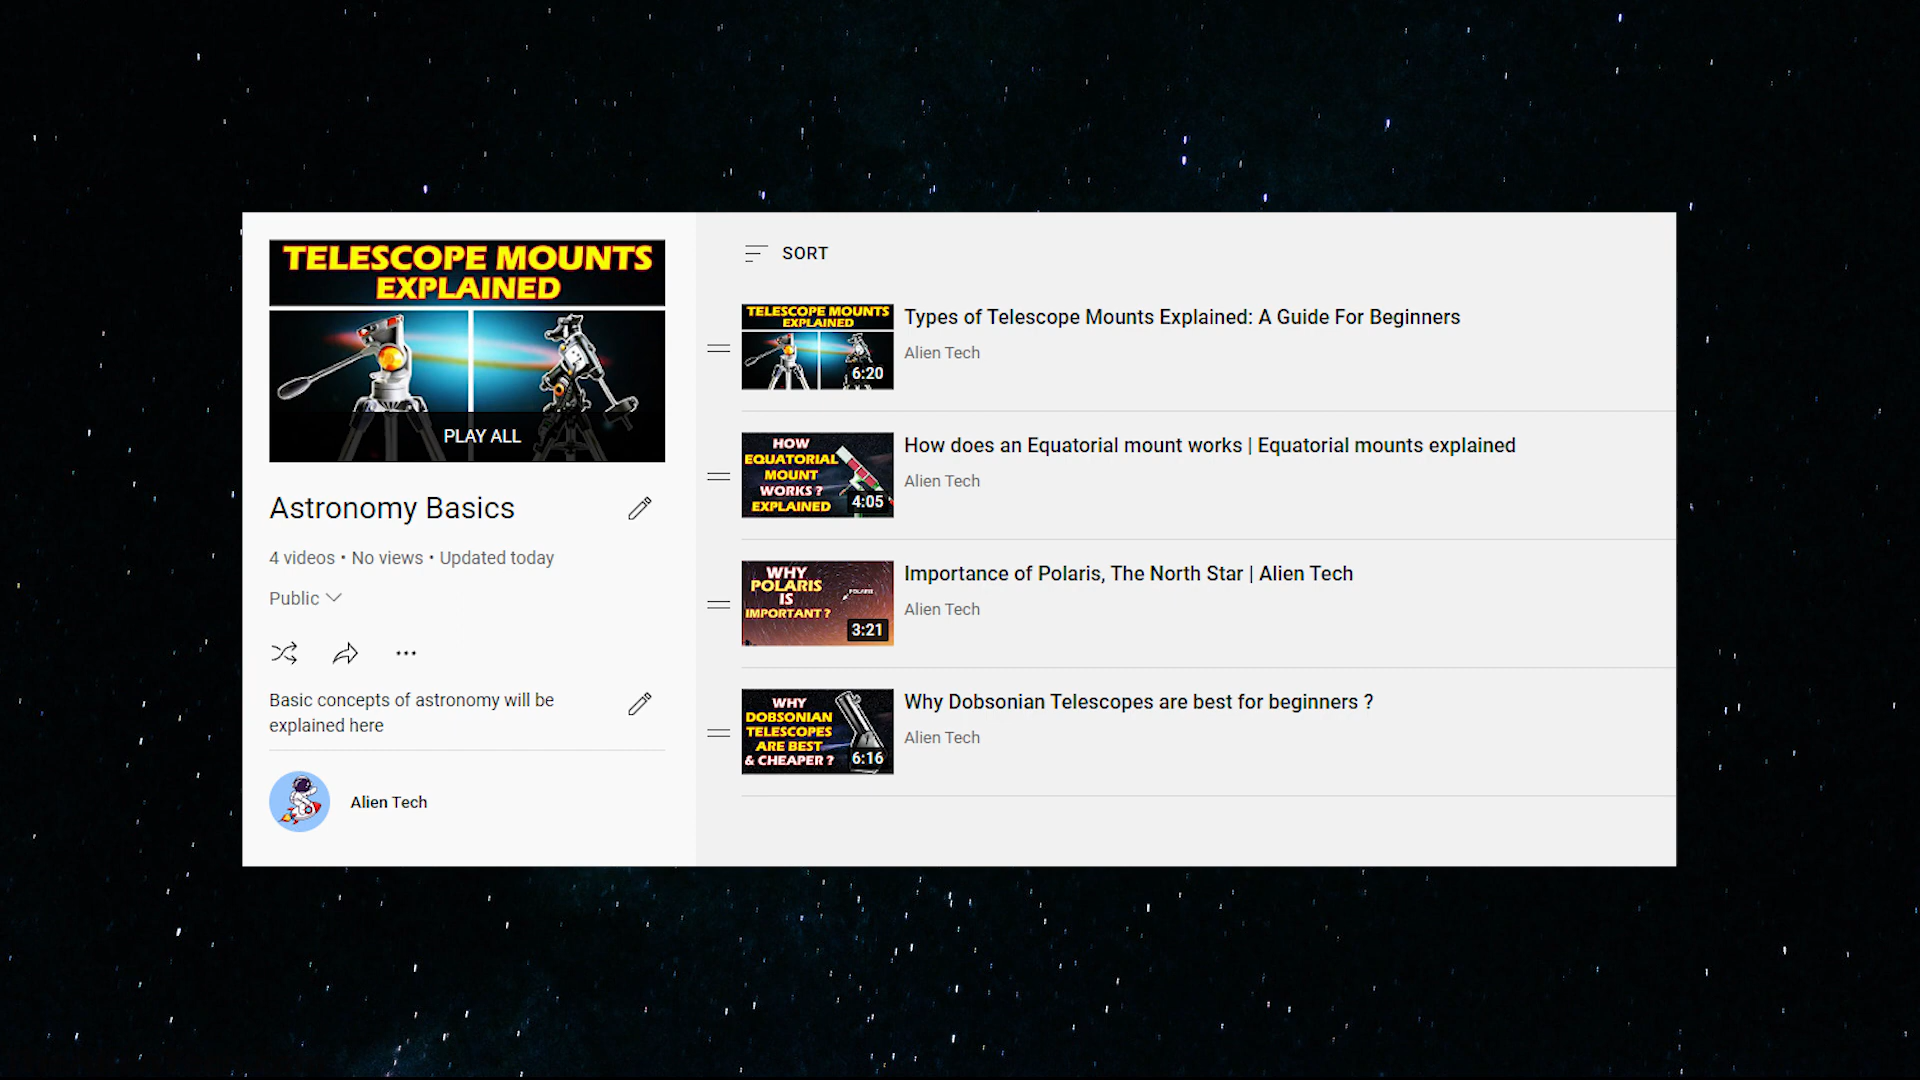 TELESCOPE MOUNTS
EXPLAINED
PLAY ALL
Astronomy Basics
4 videos • No views • Updated today
Public
Basic concepts of astronomy will be
explained here
Alien Tech
SORT
TELESCOPE MOUNTS
EXPLAINED
6:20
Types of Telescope Mounts Explained: A Guide For Beginners
Alien Tech
HOW
EQUATORIAL
MOUNT
WORKS ?
EXPLAINED
4:05
How does an Equatorial mount works | Equatorial mounts explained
Alien Tech
WHY
POLARIS
IS
IMPORTANT ?
POLARIS
3:21
Importance of Polaris, The North Star | Alien Tech
Alien Tech
WHY
DOBSONIAN
TELESCOPES
ARE BEST
& CHEAPER ?
6:16
Why Dobsonian Telescopes are best for beginners ?
Alien Tech